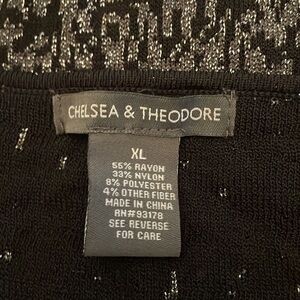 CHELSEA & THEODORE
XL
55% RAYON
33% NYLON
8% POLYESTER
4% OTHER FIBER
MADE IN CHINA
RN#93178
SEE REVERSE
FOR CARE